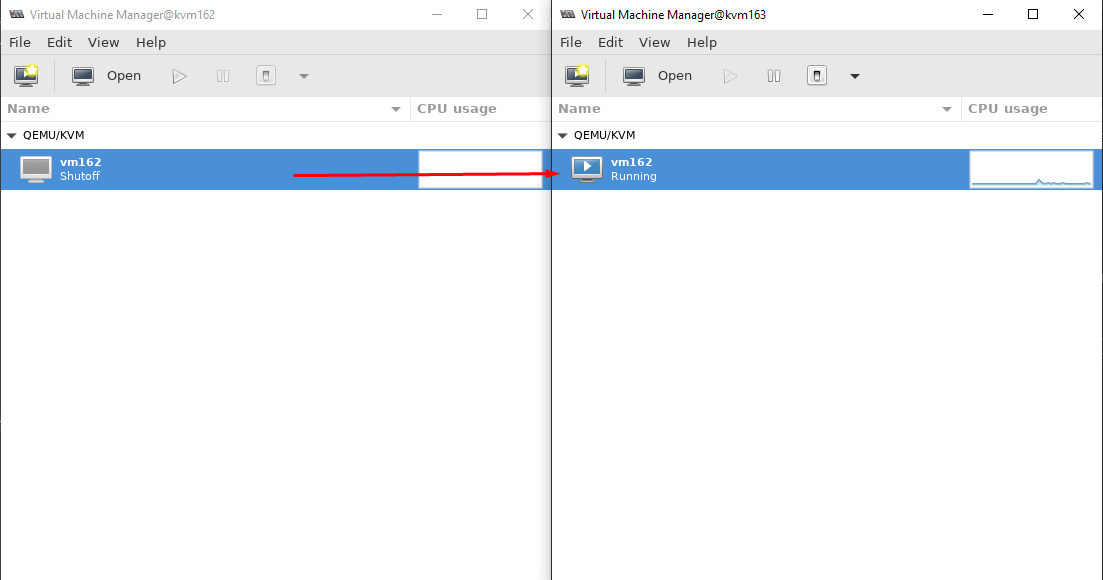 Virtual Machine Manager@kvm162
File Edit View Help
Open
Name CPU usage
QEMU/KVM
vm162
Shutoff
Virtual Machine Manager@kvm163
File Edit View Help
Open
Name CPU usage
QEMU/KVM
vm162
Running